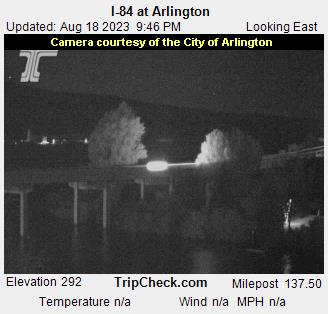 I-84 at Arlington
Updated: Aug 18 2023 9:46 PM Looking East
Camera courtesy of the City of Arlington
Elevation 292 TripCheck.com Milepost 137.50
Temperature n/a Wind n/a MPH n/a